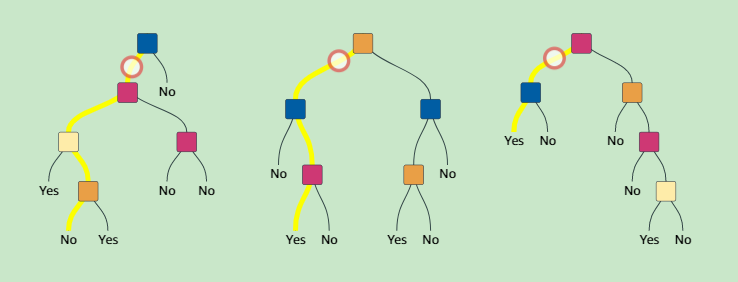 No
Yes No No
No Yes
No No
Yes No Yes No
Yes No No
No
Yes No